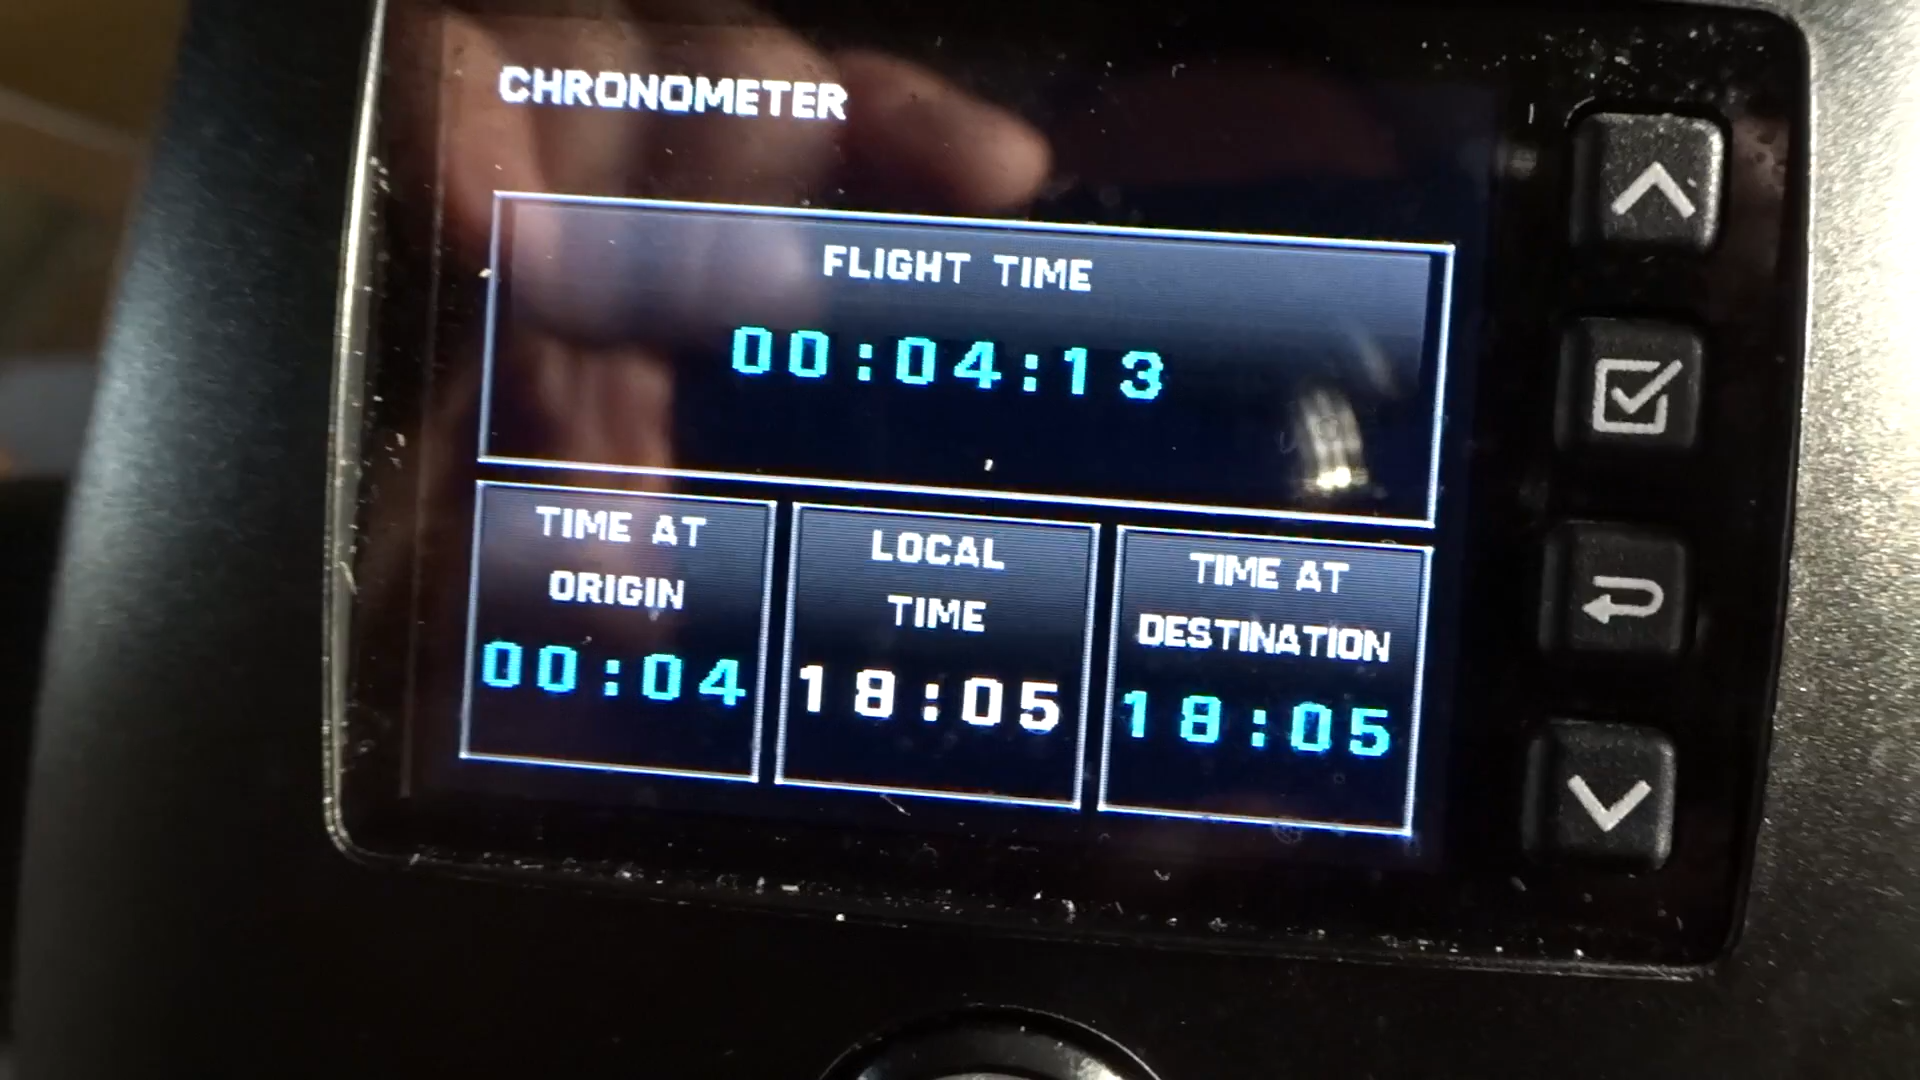 CHRONOMETER
FLIGHT TIME
00:04:13
TIME AT
ORIGIN
00:04
LOCAL
TIME
18:05
TIME AT
DESTINATION
18:05